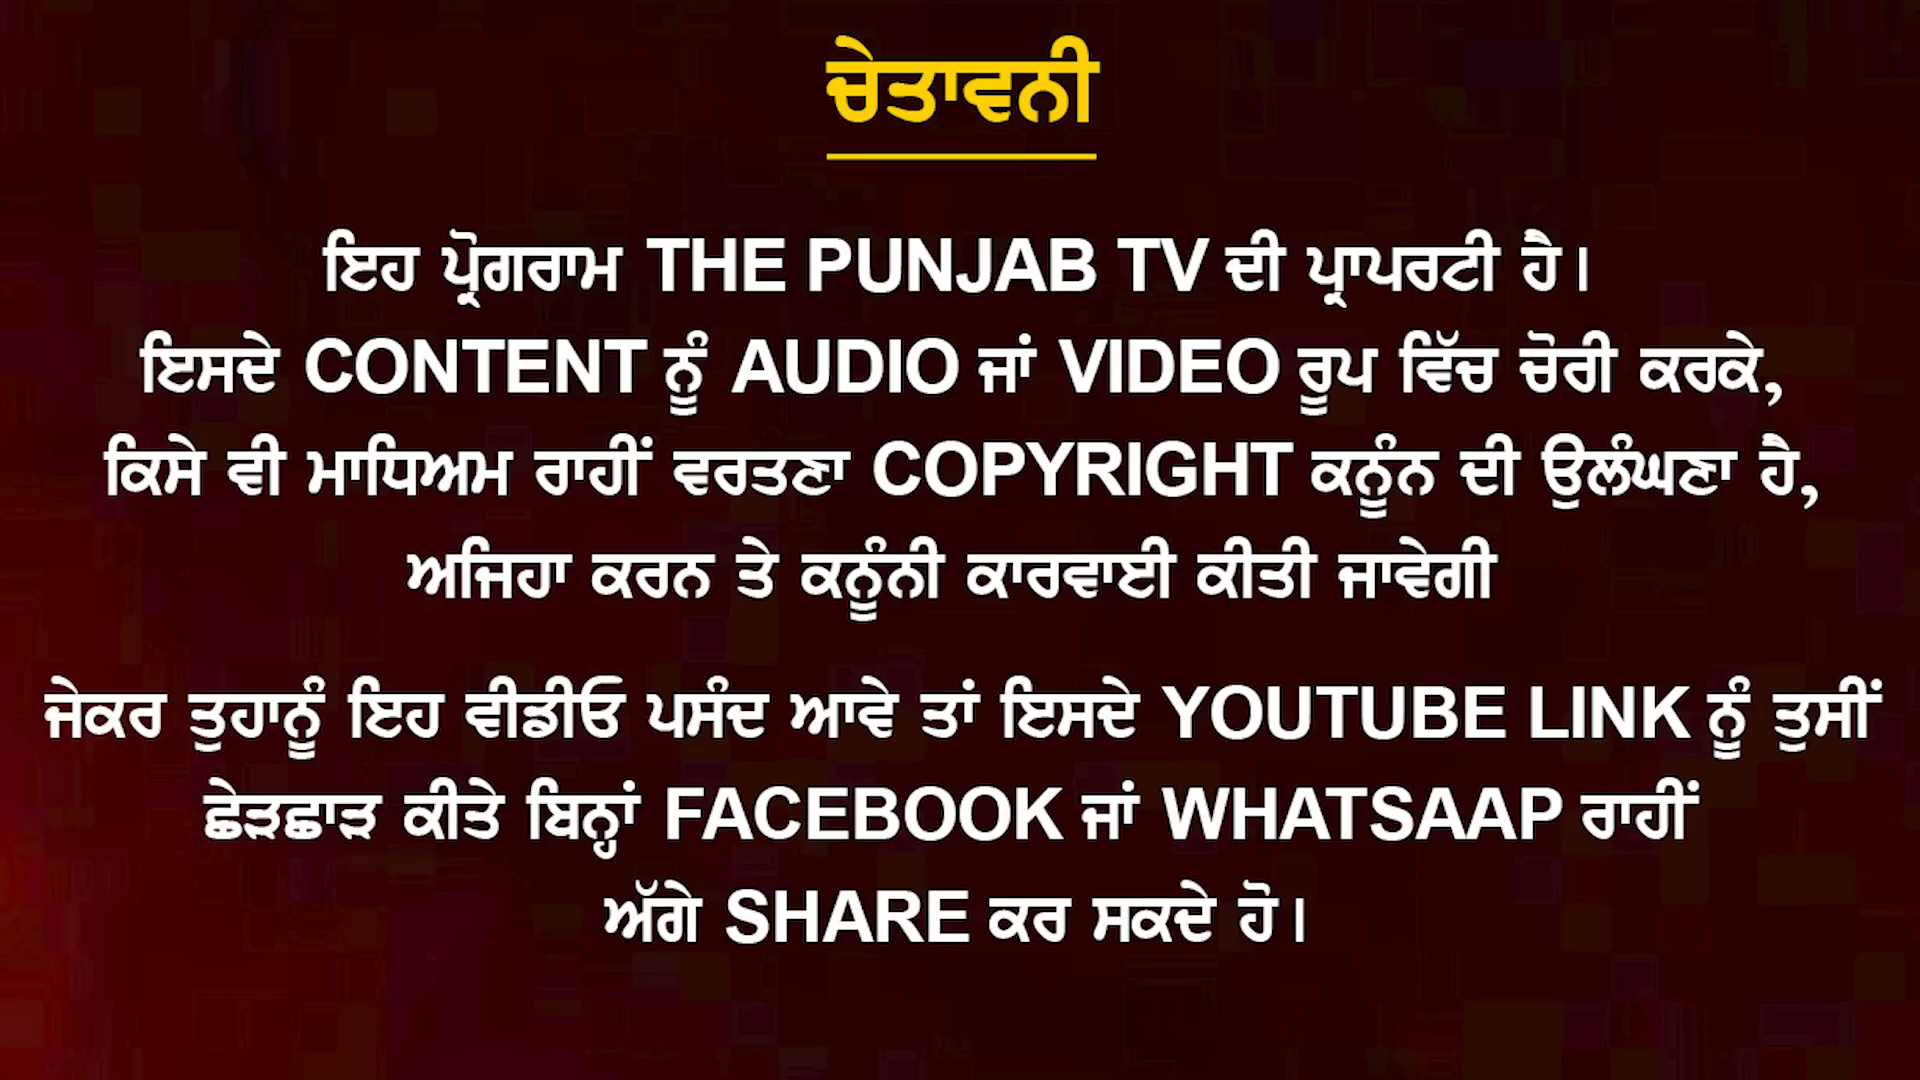 ਚੇਤਾਵਨੀ
ਇਹ ਪ੍ਰੋਗਰਾਮ THE PUNJAB TV ਦੀ ਪ੍ਰਾਪਰਟੀ ਹੈ।
ਇਸਦੇ CONTENT ਨੂੰ AUDIO ਜਾਂ VIDEO ਰੂਪ ਵਿੱਚ ਚੋਰੀ ਕਰਕੇ,
ਕਿਸੇ ਵੀ ਮਾਧਿਅਮ ਰਾਹੀਂ ਵਰਤਣਾ COPYRIGHT ਕਨੂੰਨ ਦੀ ਉਲੰਘਣਾ ਹੈ,
ਅਜਿਹਾ ਕਰਨ ਤੇ ਕਨੂੰਨੀ ਕਾਰਵਾਈ ਕੀਤੀ ਜਾਵੇਗੀ
ਜੇਕਰ ਤੁਹਾਨੂੰ ਇਹ ਵੀਡੀਓ ਪਸੰਦ ਆਵੇ ਤਾਂ ਇਸਦੇ YOUTUBE LINK ਨੂੰ ਤੁਸੀਂ
ਛੇੜਛਾੜ ਕੀਤੇ ਬਿਨ੍ਹਾਂ FACEBOOK ਜਾਂ WHATSAAP ਰਾਹੀਂ
ਅੱਗੇ SHARE ਕਰ ਸਕਦੇ ਹੋ।